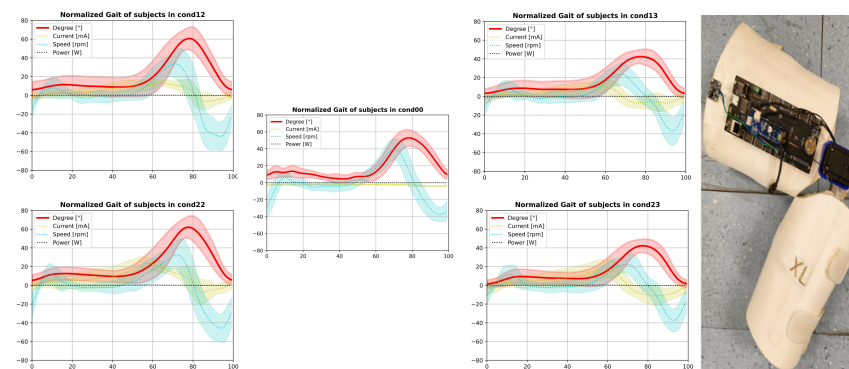 Normalized Gait of subjects in cond12
Degree [°]
Current [mA]
Speed [rpm]
Power [W]
80
60
40
20
0
−20
−40
−60
−80
0 20 40 60 80 100
Normalized Gait of subjects in cond13
Degree [°]
Current [mA]
Speed [rpm]
Power [W]
80
60
40
20
0
−20
−40
−60
−80
0 20 40 60 80 100
Normalized Gait of subjects in cond00
Degree [°]
Current [mA]
Speed [rpm]
Power [W]
80
60
40
20
0
−20
−40
−60
−80
0 20 40 60 80 100
Normalized Gait of subjects in cond22
Degree [°]
Current [mA]
Speed [rpm]
Power [W]
80
60
40
20
0
−20
−40
−60
−80
0 20 40 60 80 100
Normalized Gait of subjects in cond23
Degree [°]
Current [mA]
Speed [rpm]
Power [W]
80
60
40
20
0
−20
−40
−60
−80
0 20 40 60 80 100
XL